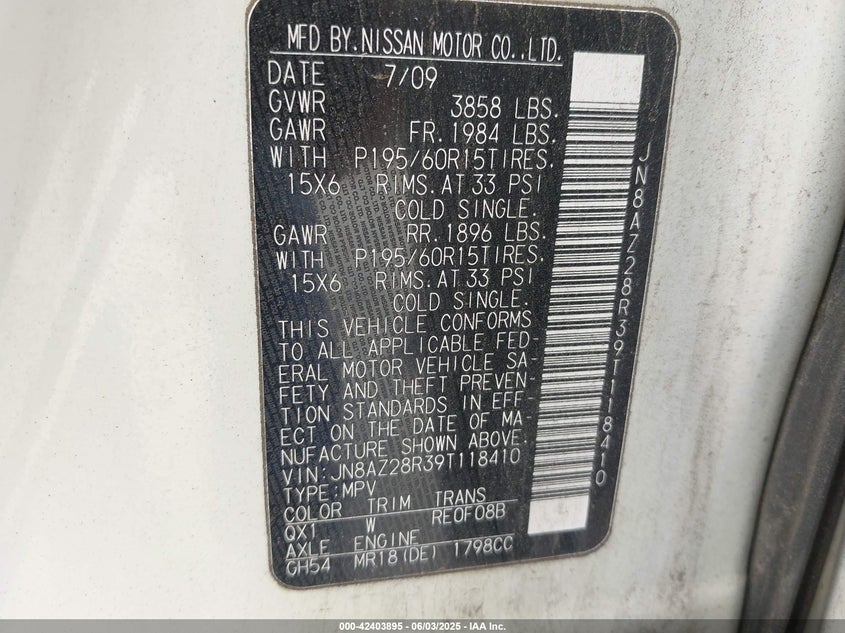 MFD BY. NISSAN MOTOR CO., LTD.
DATE 7/09
GVWR 3858 LBS.
GAWR FR. 1984 LBS.
WITH P195/60R15TIRES.
15X6 RIMS. AT 33 PSI
COLD SINGLE.
GAWR RR. 1896 LBS.
WITH P195/60R15TIRES.
15X6 RIMS. AT 33 PSI
COLD SINGLE.
THIS VEHICLE CONFORMS
TO ALL APPLICABLE FED-
ERAL MOTOR VEHICLE SA-
FETY AND THEFT PREVEN-
TION STANDARDS IN EFF-
ECT ON THE DATE OF MA-
NUFACTURE SHOWN ABOVE.
VIN: JN8AZ28R39T118410
TYPE: MPV
COLOR TRIM TRANS
QX1 W RE0F08B
AXLE ENGINE
GH54 MR18(DE) 1798CC
JN8AZ28R39T118410
000-42403895 - 06/03/2025 - IAA Inc.